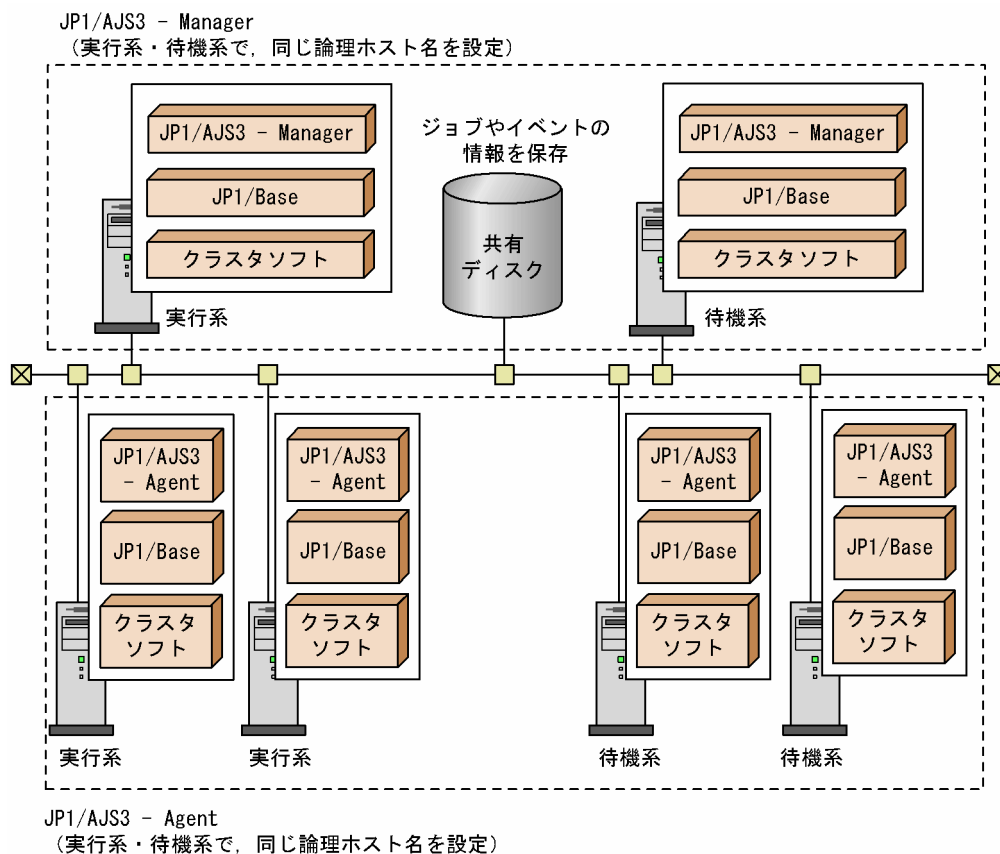 JP1/AJS3 - Manager
(実行系・待機系で，同じ論理ホスト名を設定)
JP1/AJS3 - Manager
JP1/Base
クラスタソフト
実行系
ジョブやイベントの
情報を保存
共有
ディスク
JP1/AJS3 - Manager
JP1/Base
クラスタソフト
待機系
JP1/AJS3
- Agent
JP1/Base
クラスタ
ソフト
実行系
JP1/AJS3
- Agent
JP1/Base
クラスタ
ソフト
実行系
JP1/AJS3
- Agent
JP1/Base
クラスタ
ソフト
待機系
JP1/AJS3
- Agent
JP1/Base
クラスタ
ソフト
待機系
JP1/AJS3 - Agent
(実行系・待機系で，同じ論理ホスト名を設定)